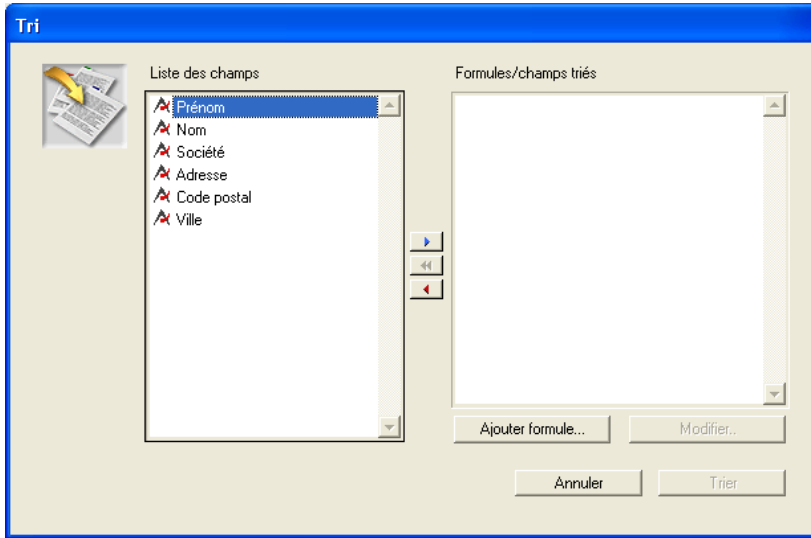 Tri
Liste des champs
Formules/champs triés
Prénom
Nom
Société
Adresse
Code postal
Ville
Ajouter formule...
Modifier..
Annuler
Trier